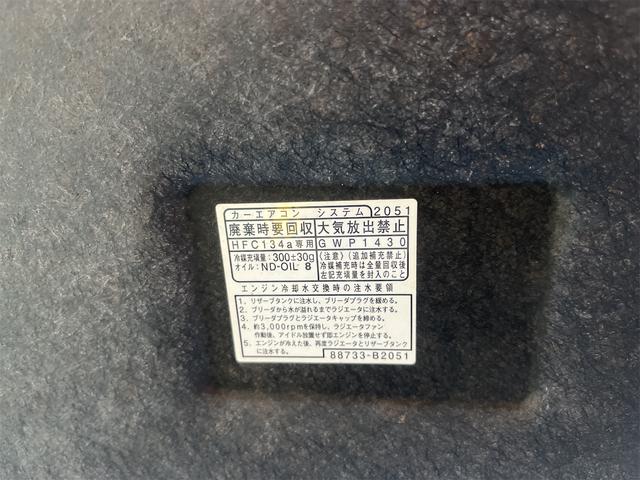 カーエアコン システム 2051
廃棄時要回収 大気放出禁止
HFC134a専用 GWP1430
冷媒充填量:300±30g
オイル:ND-OIL 8
(注意)(追加補充禁止)
冷媒補充時は全量回収後
左記充填量を封入のこと
エンジン冷却水交換時の注水要領
1. リザーブタンクに注水し、ブリーダプラグを緩める。
2. ブリーダから水が溢れるまでラジエータに注水する。
3. ブリーダプラグとラジエータキャップを締める。
4. 約3,000rpmを保持し、ラジエータファン
作動後、アイドル放置せず即エンジンを停止する。
5. エンジンが冷えた後、再度ラジエータとリザーブタンク
に注水する。
88733-B2051